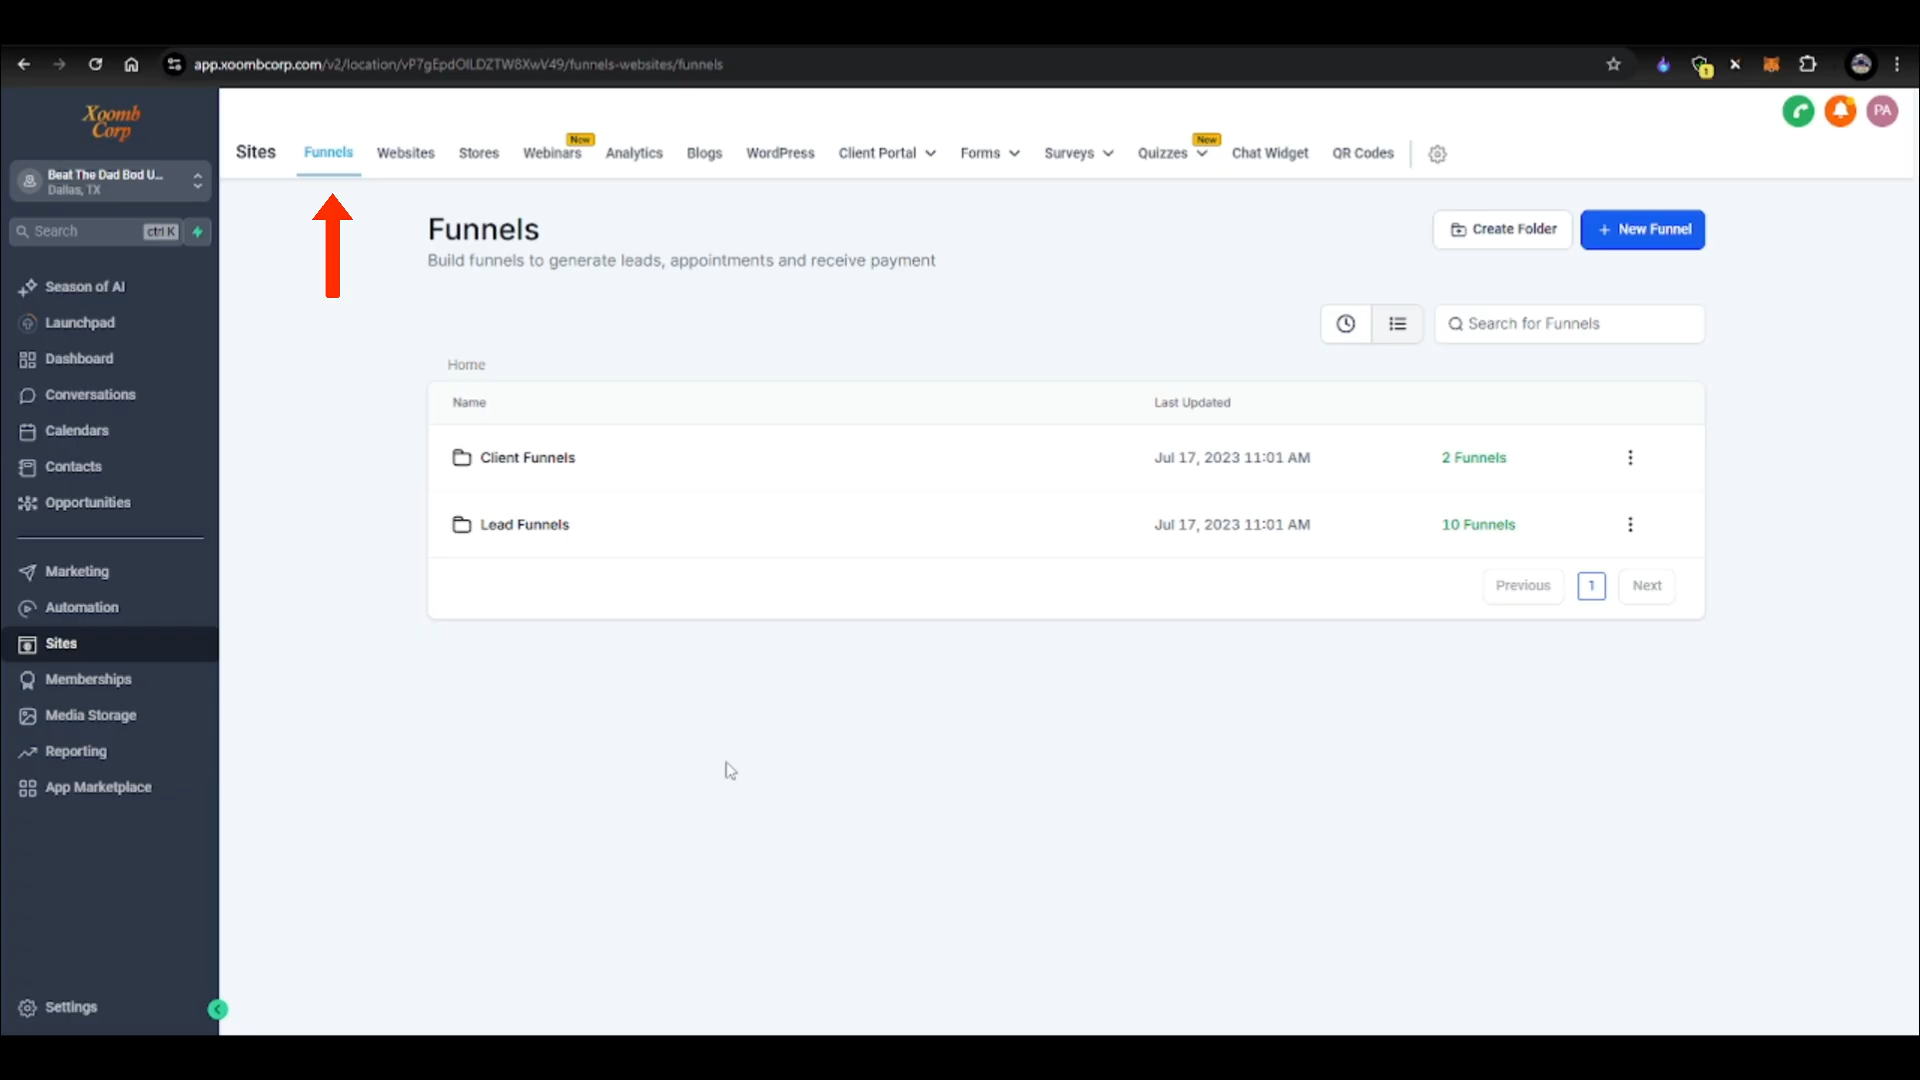 app.xoombcorp.com/v2/location/vP7gEpdOILDZTW8XwV49/funnels-websites/funnels
1
Xoomb
Corp
Beat The Dad Bod U...
Dallas, TX
Search
ctrl K
Season of AI
Launchpad
Dashboard
Conversations
Calendars
Contacts
Opportunities
Marketing
Automation
Sites
Memberships
Media Storage
Reporting
App Marketplace
Settings
PA
Sites Funnels Websites Stores Webinars New Analytics Blogs WordPress Client Portal Forms Surveys Quizzes New Chat Widget QR Codes
Funnels
Build funnels to generate leads, appointments and receive payment
Create Folder
+ New Funnel
Search for Funnels
Home
Name Last Updated
Client Funnels Jul 17, 2023 11:01 AM 2 Funnels
Lead Funnels Jul 17, 2023 11:01 AM 10 Funnels
Previous 1 Next